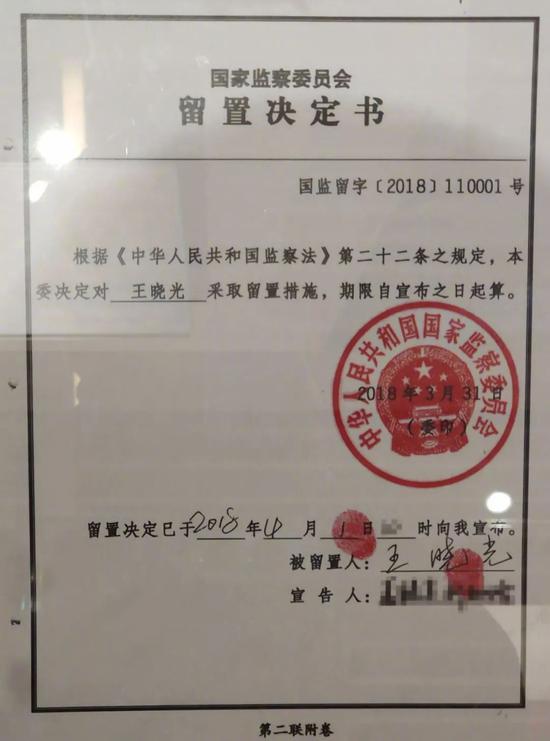 国家监察委员会
留置决定书
国监留字〔2018〕110001号
根据《中华人民共和国监察法》第二十二条之规定,本
委决定对 王晓光 采取留置措施,期限自宣布之日起算。
中华人民共和国国家监察委员会
2018年3月31日
(委印)
留置决定已于2018年4月1日 时向我宣布。
被留置人:王晓光
宣告人:
第二联附卷